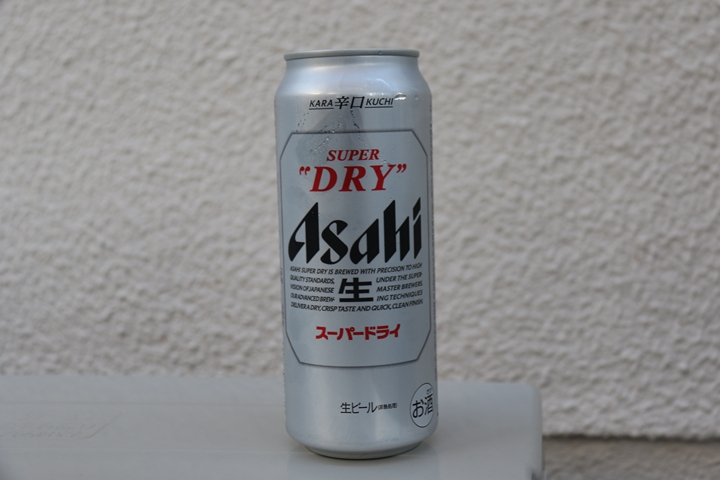 KARA 辛口 KUCHI
SUPER
“DRY”
Asahi
ASAHI SUPER DRY IS BREWED WITH PRECISION TO HIGH
QUALITY STANDARDS, UNDER THE SUPER-
VISION OF JAPANESE MASTER BREWERS.
OUR ADVANCED BREW- ING TECHNIQUES
DELIVER A DRY, CRISP TASTE AND QUICK, CLEAN FINISH.
生
スーパードライ
生ビール
お酒